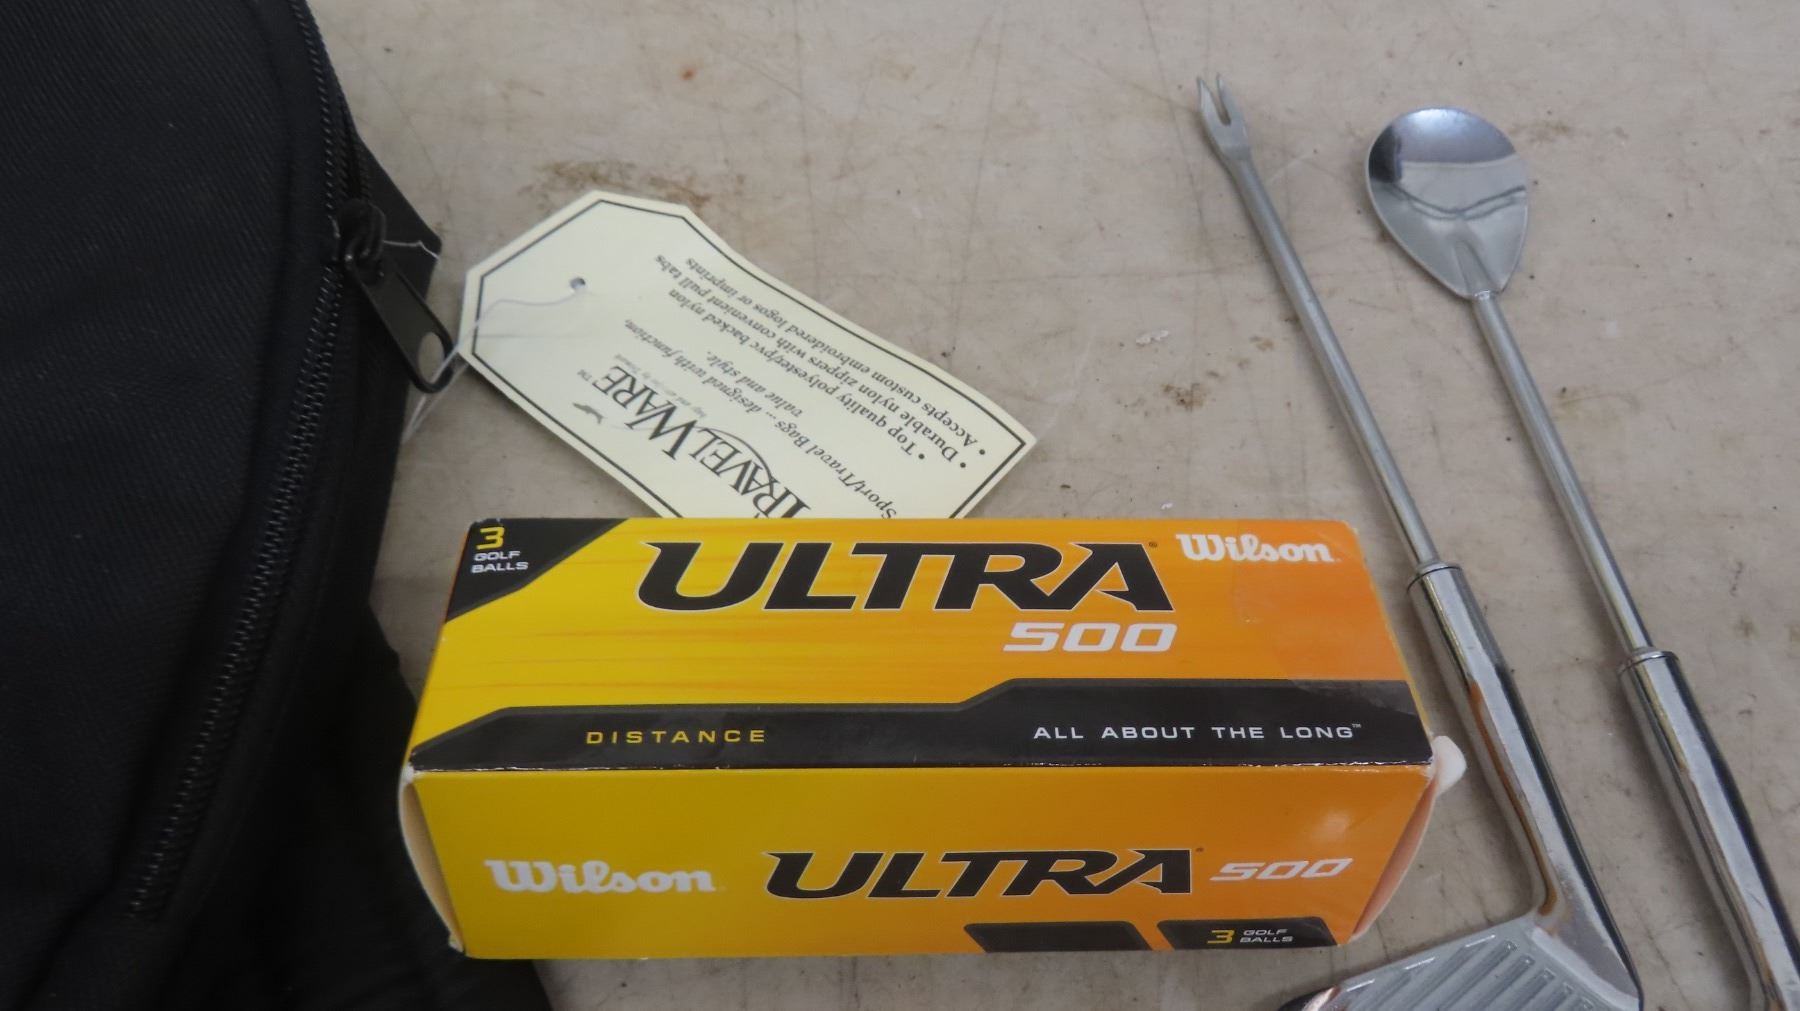 TRAVELWARE™
Sport/Travel Bags ... designed with function,
value and style.
• Top quality polyester/pvc backed nylon
• Durable nylon zippers with convenient pull tabs
• Accepts custom embroidered logos or imprints
3
GOLF
BALLS
ULTRA® Wilson
500
DISTANCE ALL ABOUT THE LONG™
Wilson ULTRA® 500
3 GOLF
BALLS